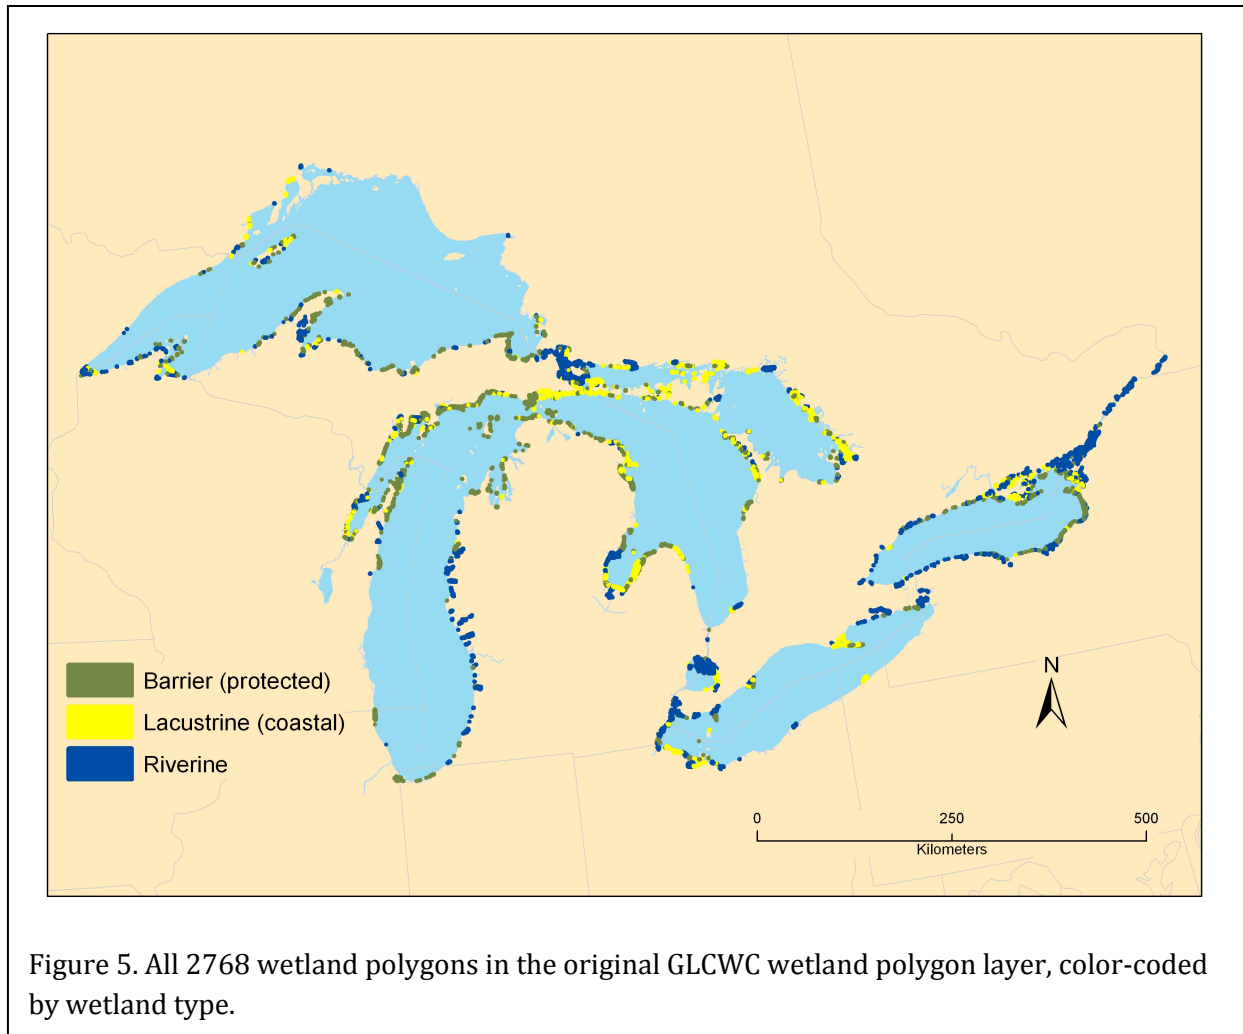 N
Barrier (protected)
Lacustrine (coastal)
Riverine
0 250 500
Kilometers
Figure 5. All 2768 wetland polygons in the original GLCWC wetland polygon layer, color-coded
by wetland type.